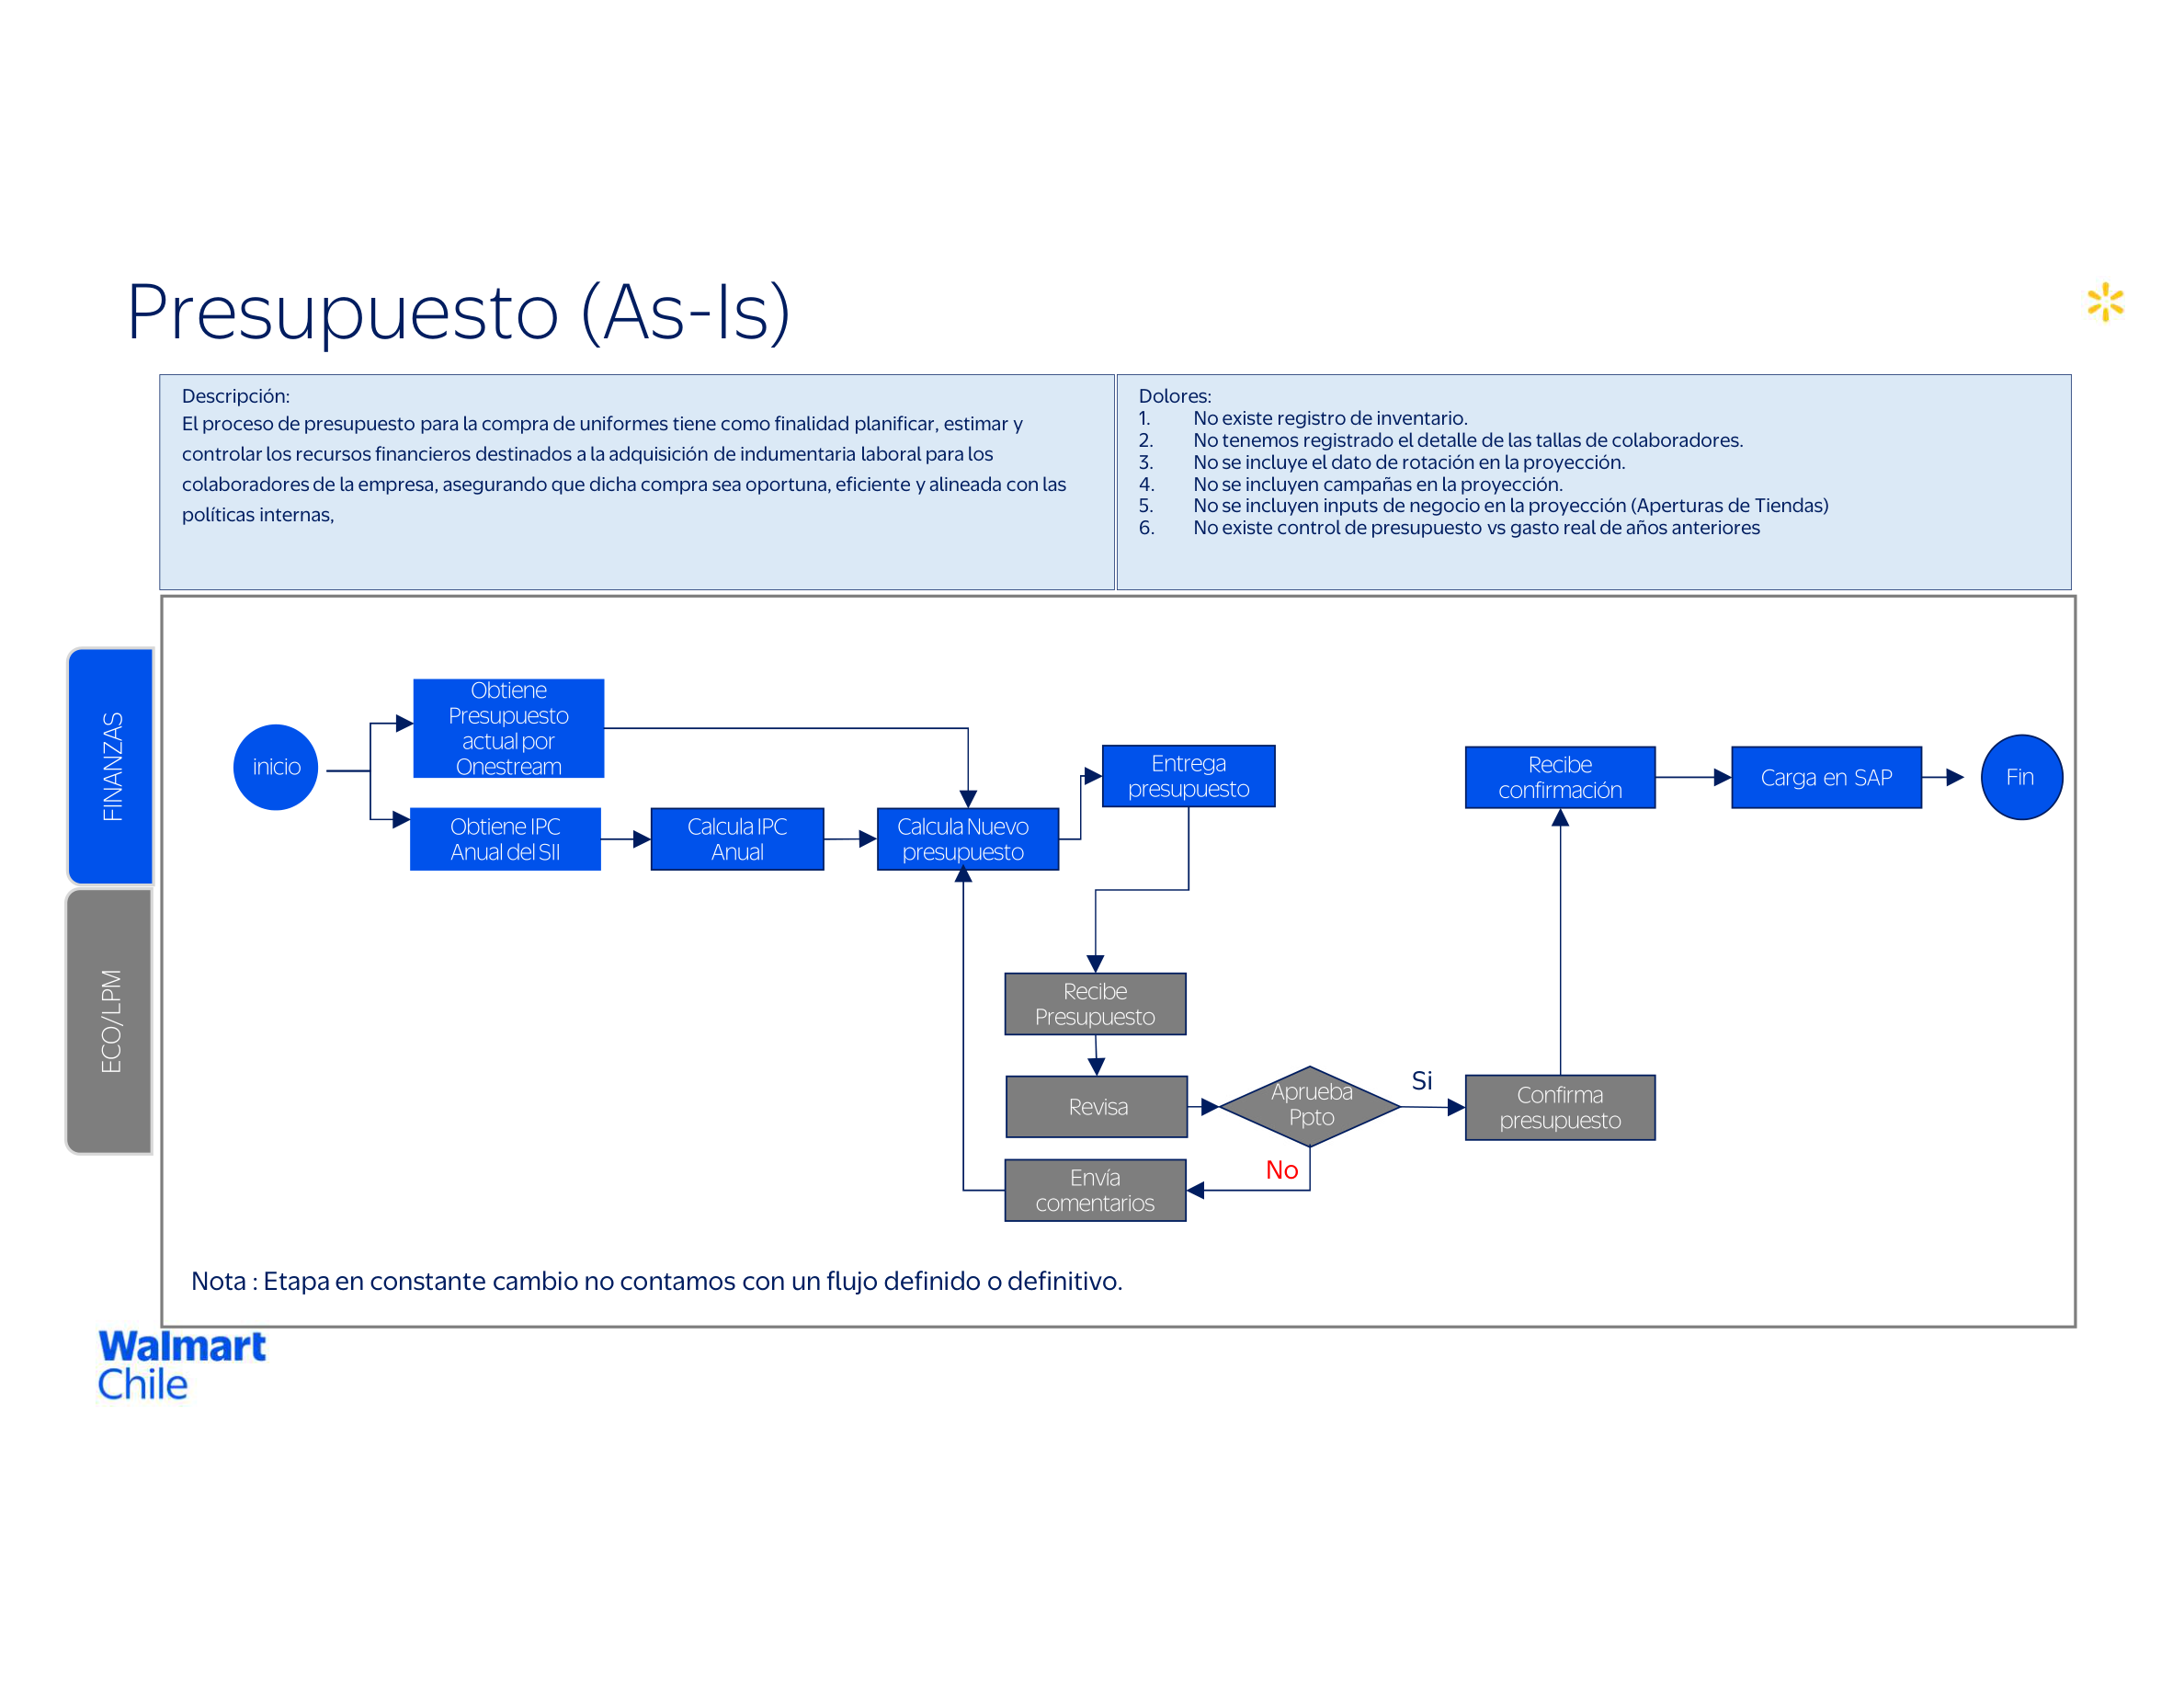 Presupuesto (As-Is)
Descripción:
El proceso de presupuesto para la compra de uniformes tiene como finalidad planificar, estimar y
controlar los recursos financieros destinados a la adquisición de indumentaria laboral para los
colaboradores de la empresa, asegurando que dicha compra sea oportuna, eficiente y alineada con las
políticas internas,
Dolores:
1. No existe registro de inventario.
2. No tenemos registrado el detalle de las tallas de colaboradores.
3. No se incluye el dato de rotación en la proyección.
4. No se incluyen campañas en la proyección.
5. No se incluyen inputs de negocio en la proyección (Aperturas de Tiendas)
6. No existe control de presupuesto vs gasto real de años anteriores
FINANZAS
inicio
Obtiene
Presupuesto
actual por
Onestream
Obtiene IPC
Anual del SII
Calcula IPC
Anual
Calcula Nuevo
presupuesto
Entrega
presupuesto
Recibe
confirmación
Carga en SAP
Fin
ECO/LPM
Recibe
Presupuesto
Revisa
Aprueba
Ppto
Si
Confirma
presupuesto
No
Envía
comentarios
Nota : Etapa en constante cambio no contamos con un flujo definido o definitivo.
Walmart
Chile